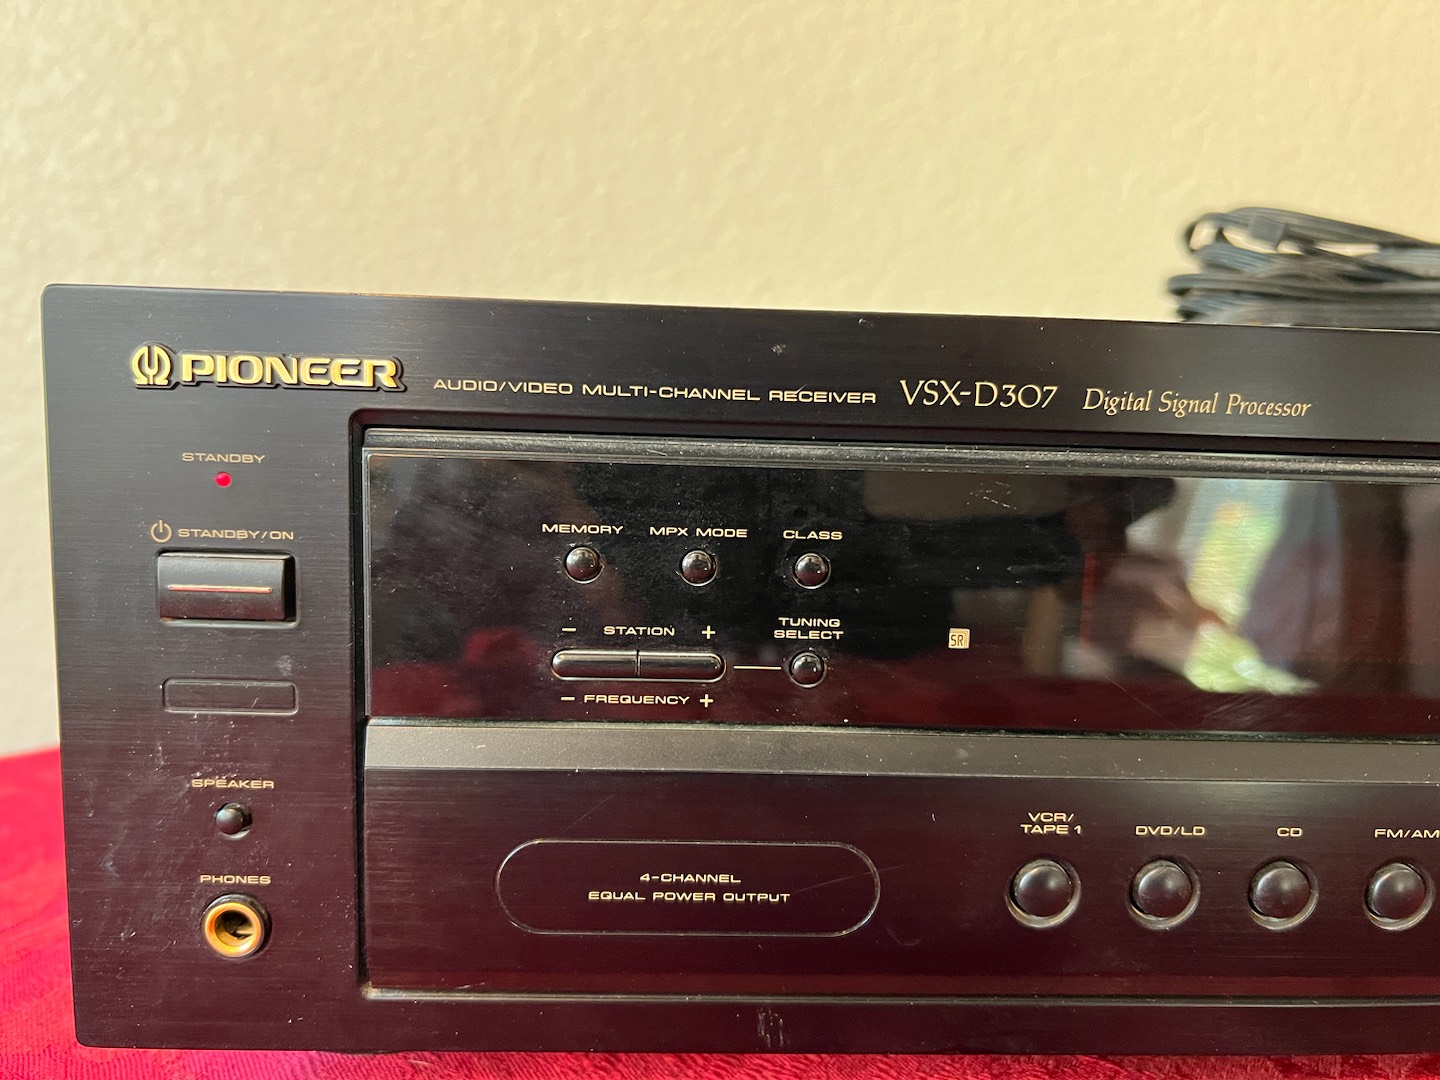 PIONEER AUDIO/VIDEO MULTI-CHANNEL RECEIVER VSX-D307 Digital Signal Processor
STANDBY
STANDBY/ON
MEMORY MPX MODE CLASS
– STATION +
TUNING
SELECT
– FREQUENCY +
SR
SPEAKER
PHONES
4-CHANNEL
EQUAL POWER OUTPUT
VCR/
TAPE 1
DVD/LD
CD
FM/AM